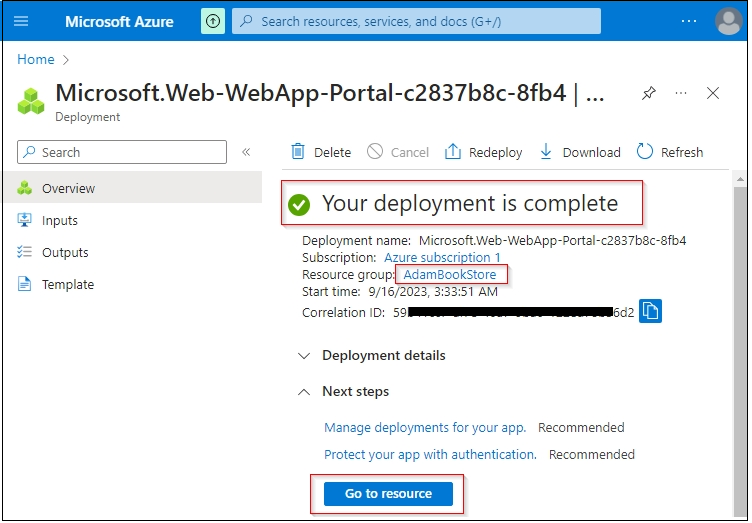 Microsoft Azure
Search resources, services, and docs (G+/)
...
Home >
Microsoft.Web-WebApp-Portal-c2837b8c-8fb4 | ...
Deployment
Search
«
Delete
Cancel
Redeploy
Download
Refresh
Overview
Inputs
Outputs
Template
Your deployment is complete
Deployment name: Microsoft.Web-WebApp-Portal-c2837b8c-8fb4
Subscription: Azure subscription 1
Resource group: AdamBookStore
Start time: 9/16/2023, 3:33:51 AM
Correlation ID:
Deployment details
Next steps
Manage deployments for your app. Recommended
Protect your app with authentication. Recommended
Go to resource